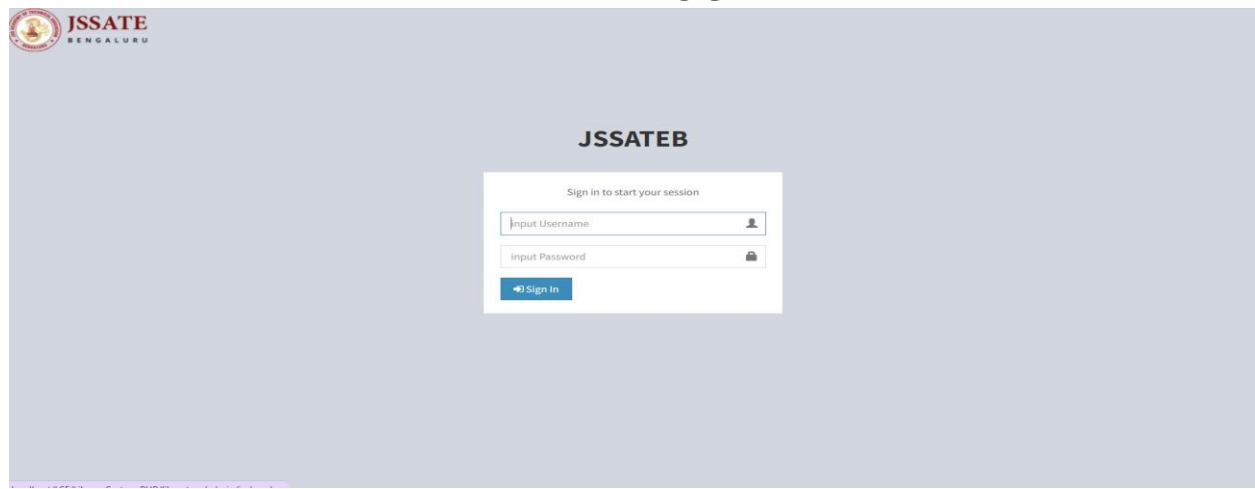 JSSATE
BENGALURU
JSSATEB
Sign in to start your session
input Username
input Password
Sign In